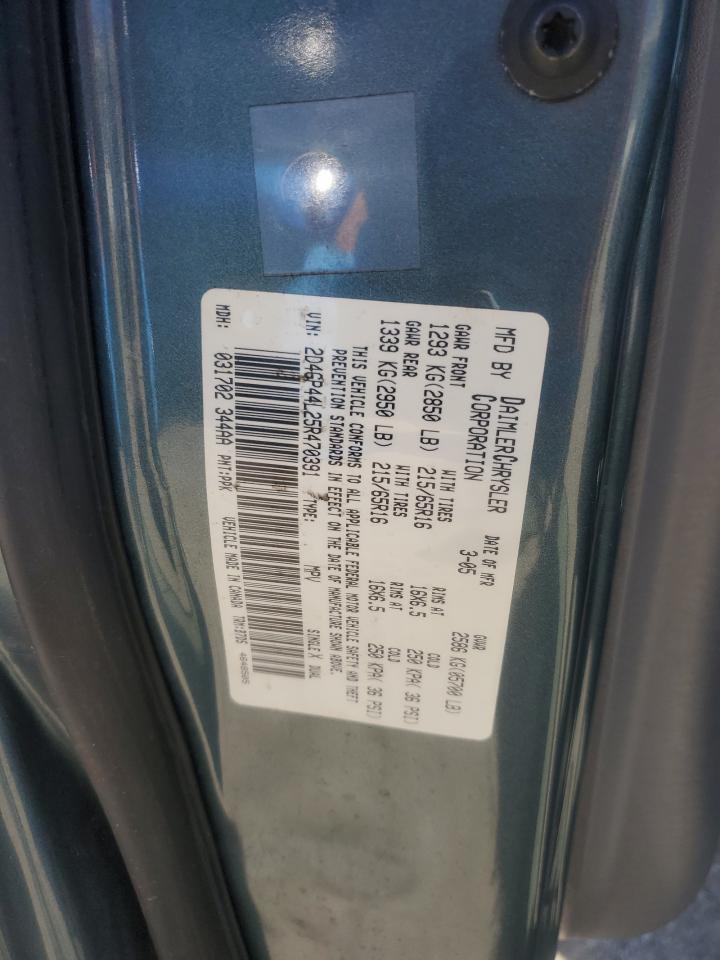 MFD BY DAIMLERCHRYSLER CORPORATION
DATE OF MFR 3-05
GVWR 2586 KG(05700 LB)
GAWR FRONT WITH TIRES RIMS AT COLD
1293 KG(2850 LB) 215/65R16 16X6.5 250 KPA( 36 PSI)
GAWR REAR WITH TIRES RIMS AT COLD
1339 KG(2950 LB) 215/65R16 16X6.5 250 KPA( 36 PSI)
THIS VEHICLE CONFORMS TO ALL APPLICABLE FEDERAL MOTOR VEHICLE SAFETY AND THEFT
PREVENTION STANDARDS IN EFFECT ON THE DATE OF MANUFACTURE SHOWN ABOVE.
VIN: 2D4GP44L25R470391 TYPE: MPV SINGLE X DUAL
MDH: 031702 344AA PNT:PPK VEHICLE MADE IN CANADA